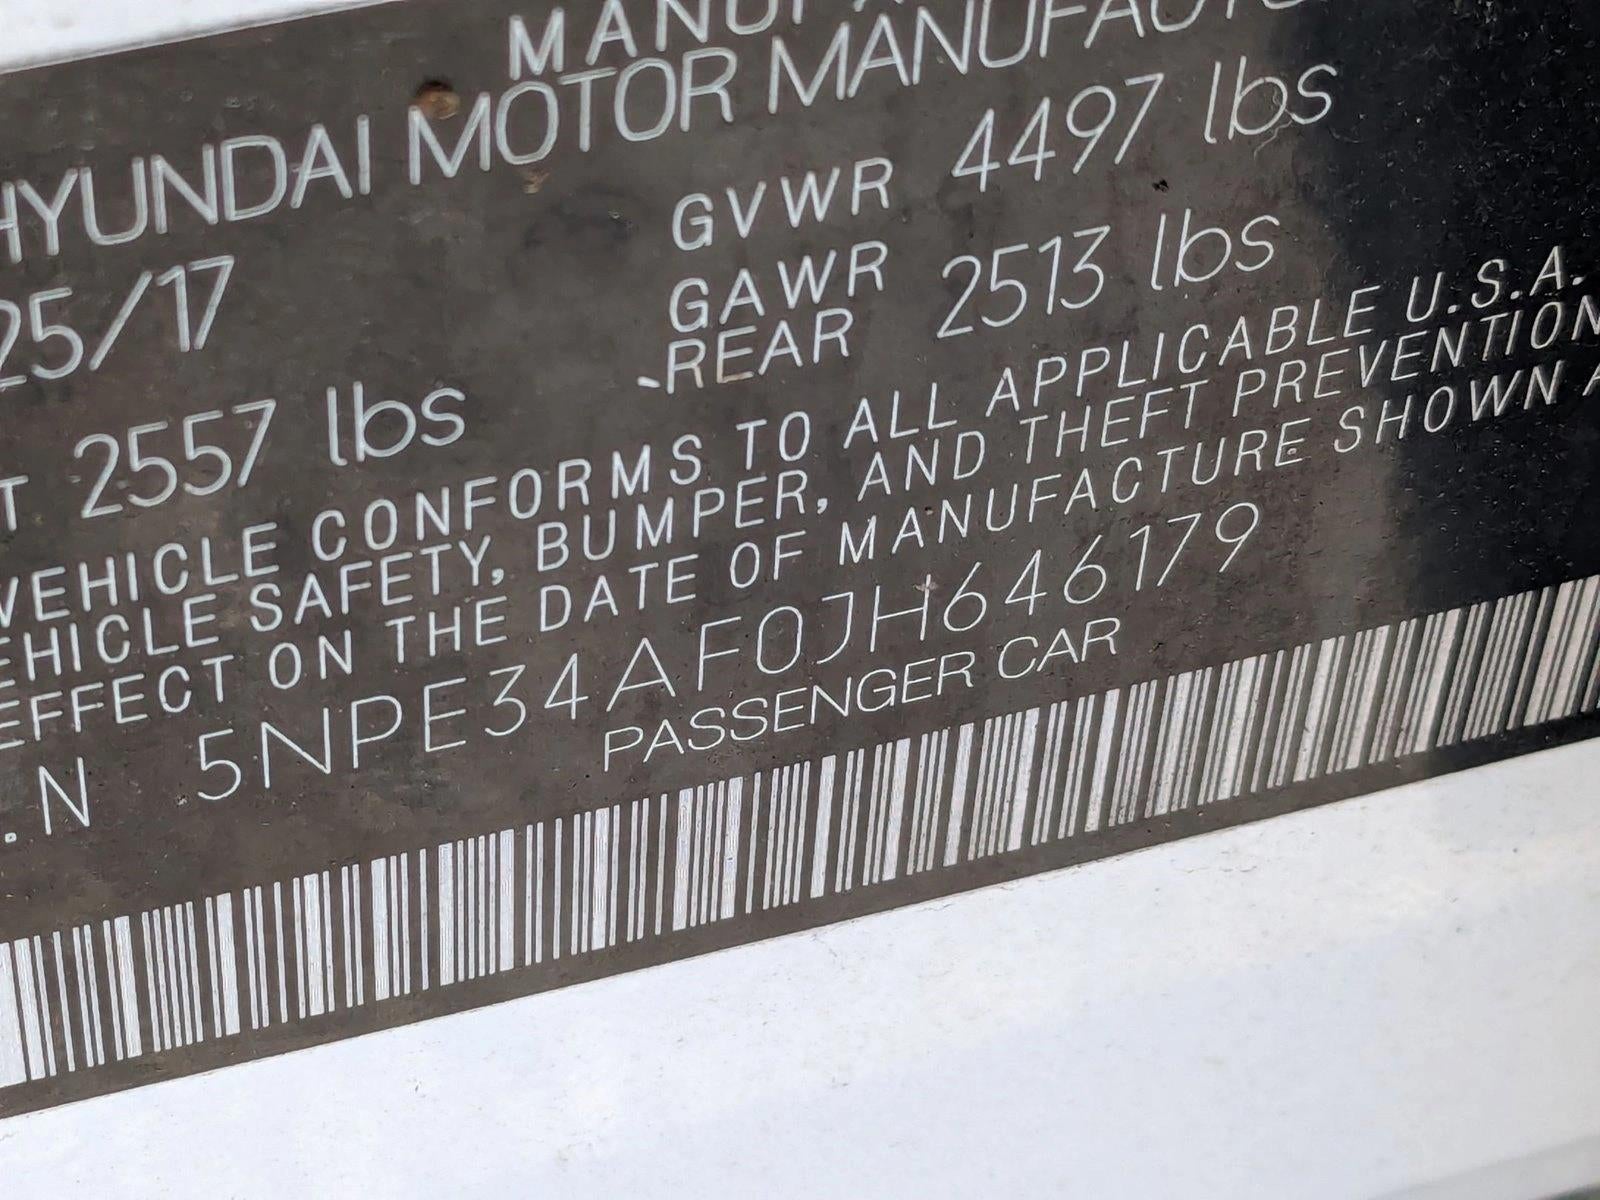 MANUFA
HYUNDAI MOTOR MANUFACTU
25/17
GVWR 4497 lbs
T 2557 lbs
GAWR
REAR 2513 lbs
VEHICLE CONFORMS TO ALL APPLICABLE U.S.A.
EHICLE SAFETY, BUMPER, AND THEFT PREVENTION
EFFECT ON THE DATE OF MANUFACTURE SHOWN A
.N 5NPE34AF0JH646179
PASSENGER CAR